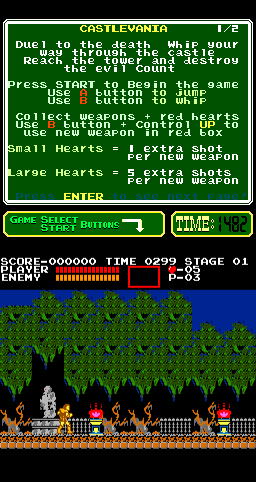 CASTLEVANIA 1/2
Duel to the death Whip your
way through the castle
Reach the tower and destroy
the evil Count
Press START to Begin the game
Use A button to jump
Use B button to whip
Collect weapons + red hearts
Use B button + Control UP to
use new weapon in red box
Small Hearts = 1 extra shot
per new weapon
Large Hearts = 5 extra shots
per new weapon
ENTER
GAME SELECT
START BUTTONS
TIME: 1482
SCORE-000000 TIME 0299 STAGE 01
PLAYER -05
ENEMY P-03